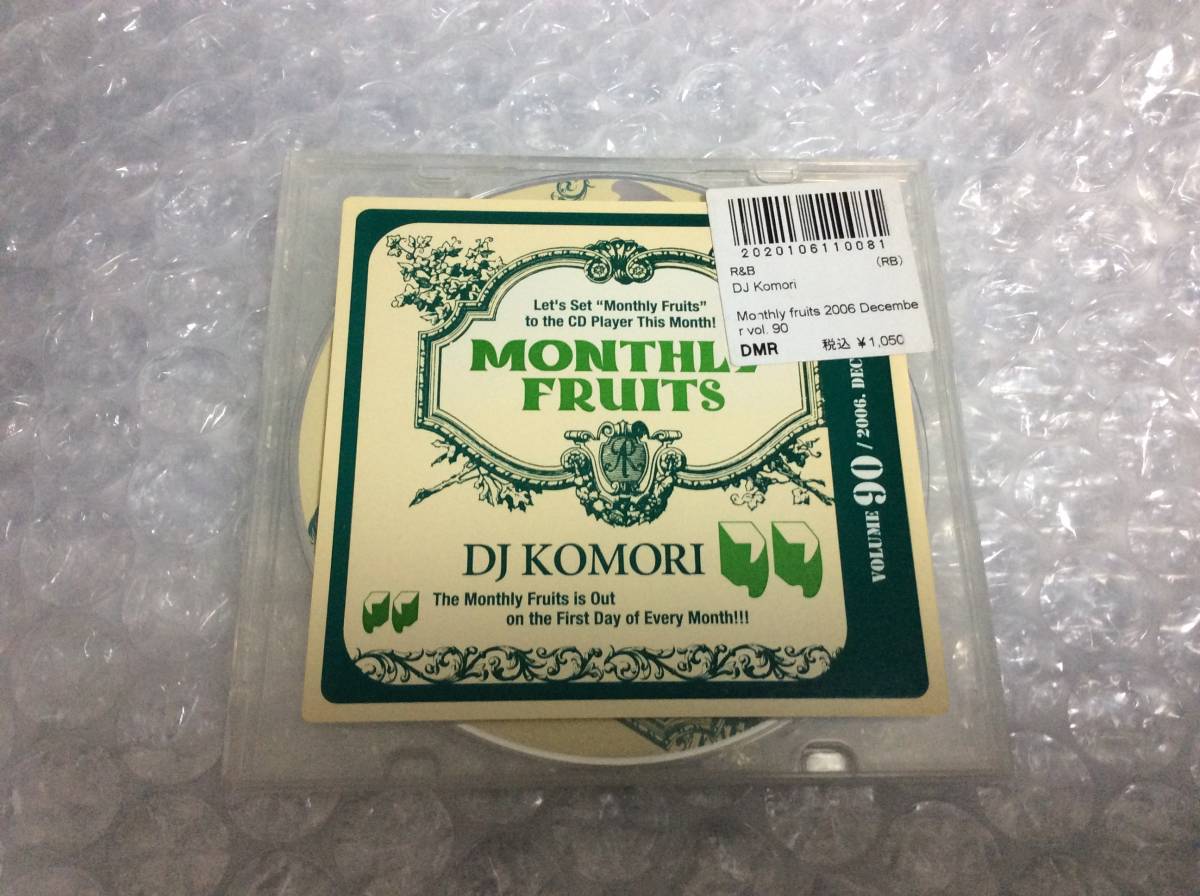 2020106110081
R&B (RB)
DJ Komori
Monthly fruits 2006 Decembe
r vol. 90
DMR 税込 ¥1,050
Let's Set "Monthly Fruits"
to the CD Player This Month!
MONTHLY
FRUITS
DJ KOMORI
The Monthly Fruits is Out
on the First Day of Every Month!!!
VOLUME 90 / 2006. DEC